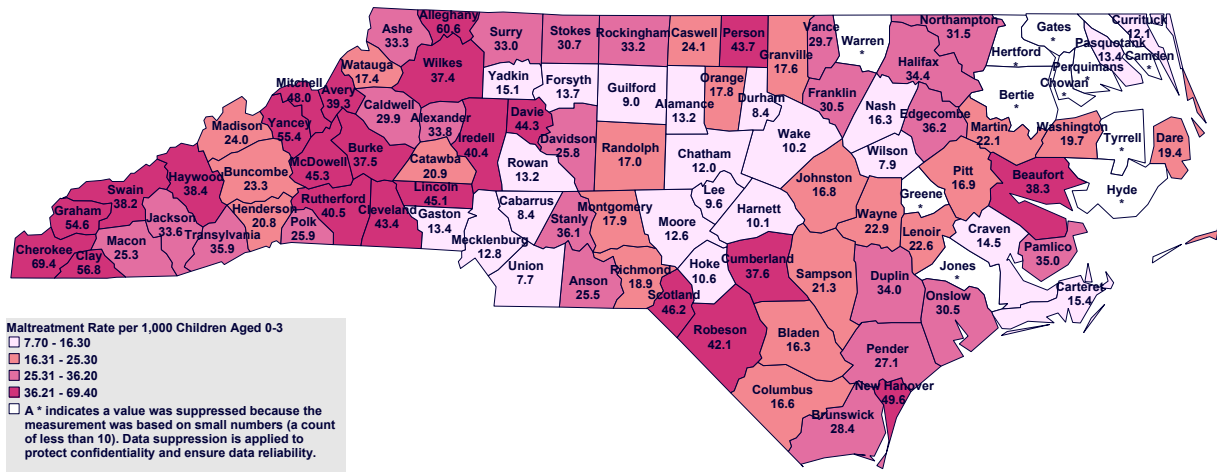 Alleghany
60.6
Ashe
33.3
Surry
33.0
Stokes
30.7
Rockingham
33.2
Caswell
24.1
Person
43.7
Granville
17.6
Vance
29.7
Warren
*
Northampton
31.5
Gates
*
Currituck
12.1
Hertford
*
Pasquotank
13.4
Camden
*
Perquimans
*
Chowan
*
Halifax
34.4
Bertie
*
Watauga
17.4
Wilkes
37.4
Yadkin
15.1
Forsyth
13.7
Guilford
9.0
Alamance
13.2
Orange
17.8
Durham
8.4
Franklin
30.5
Nash
16.3
Edgecombe
36.2
Martin
22.1
Washington
19.7
Tyrrell
*
Dare
19.4
Mitchell
48.0
Avery
39.3
Caldwell
29.9
Alexander
33.8
Iredell
40.4
Davie
44.3
Davidson
25.8
Randolph
17.0
Chatham
12.0
Wake
10.2
Wilson
7.9
Madison
24.0
Yancey
55.4
Burke
37.5
McDowell
45.3
Catawba
20.9
Rowan
13.2
Johnston
16.8
Greene
*
Pitt
16.9
Beaufort
38.3
Hyde
*
Swain
38.2
Haywood
38.4
Buncombe
23.3
Rutherford
40.5
Lincoln
45.1
Cleveland
43.4
Gaston
13.4
Cabarrus
8.4
Stanly
36.1
Montgomery
17.9
Moore
12.6
Lee
9.6
Harnett
10.1
Wayne
22.9
Lenoir
22.6
Craven
14.5
Pamlico
35.0
Graham
54.6
Jackson
33.6
Henderson
20.8
Polk
25.9
Transylvania
35.9
Cherokee
69.4
Clay
56.8
Macon
25.3
Mecklenburg
12.8
Union
7.7
Anson
25.5
Richmond
18.9
Hoke
10.6
Cumberland
37.6
Sampson
21.3
Duplin
34.0
Jones
*
Onslow
30.5
Carteret
15.4
Scotland
46.2
Robeson
42.1
Bladen
16.3
Pender
27.1
Columbus
16.6
New Hanover
49.6
Brunswick
28.4
Maltreatment Rate per 1,000 Children Aged 0-3
7.70 - 16.30
16.31 - 25.30
25.31 - 36.20
36.21 - 69.40
A * indicates a value was suppressed because the
measurement was based on small numbers (a count
of less than 10). Data suppression is applied to
protect confidentiality and ensure data reliability.